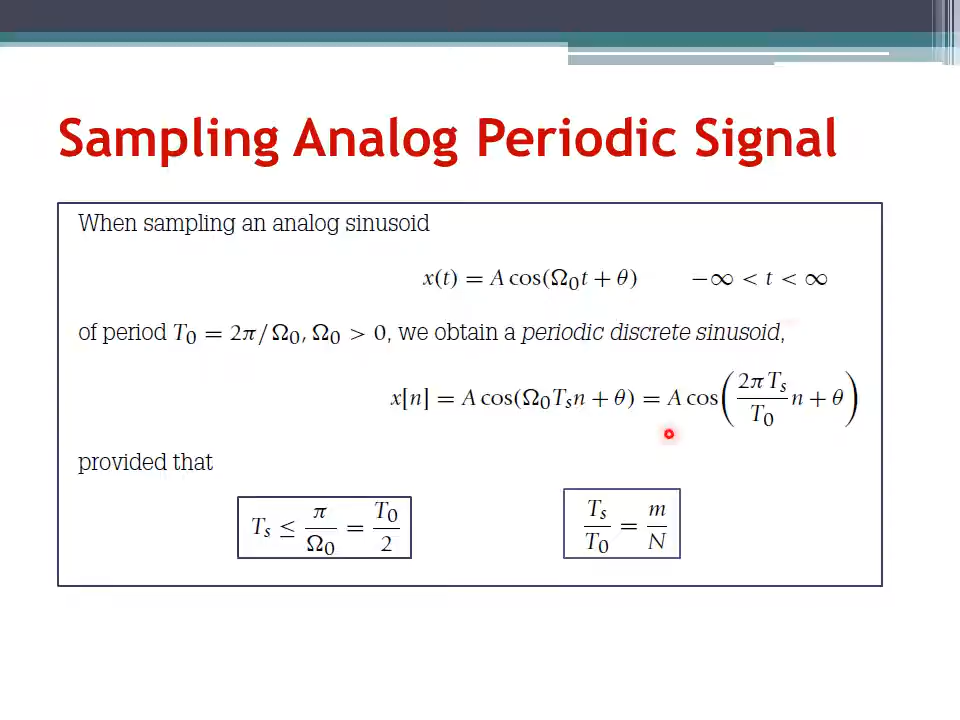 Sampling Analog Periodic Signal
When sampling an analog sinusoid
x(t) = A cos(Ω₀t + θ) −∞ < t < ∞
of period T₀ = 2π/Ω₀, Ω₀ > 0, we obtain a periodic discrete sinusoid,
x[n] = A cos(Ω₀Tₛn + θ) = A cos(2πTₛ/T₀ n + θ)
provided that
Tₛ ≤ π/Ω₀ = T₀/2 Tₛ/T₀ = m/N